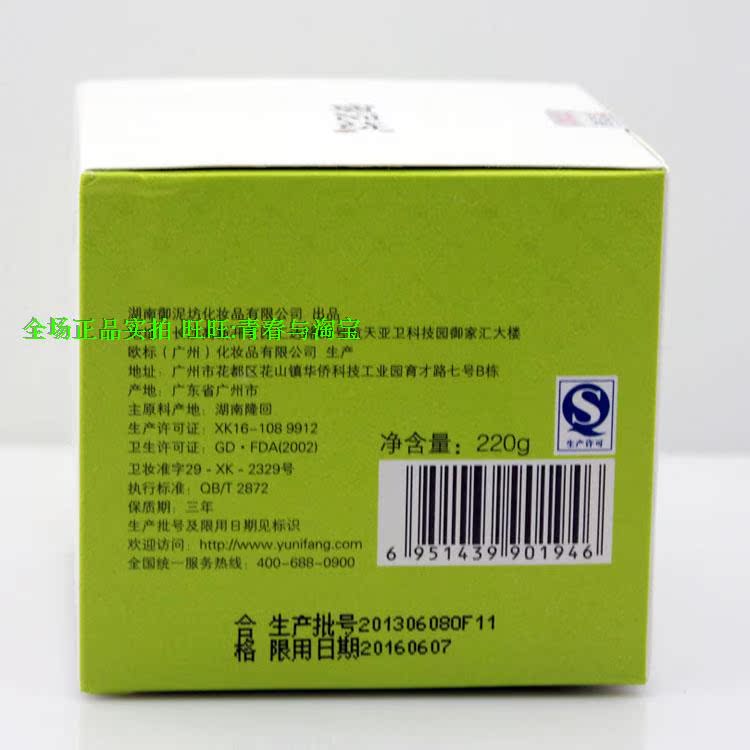 湖南御泥坊化妆品有限公司 出品
全场正品实拍 旺旺:青春与淘宝
天亚卫科技园御家汇大楼
欧标（广州）化妆品有限公司 生产
地址：广州市花都区花山镇华侨科技工业园育才路七号B栋
产地：广东省广州市
主原料产地：湖南隆回
生产许可证：XK16-108 9912
卫生许可证：GD·FDA(2002)
卫妆准字29-XK-2329号
执行标准：QB/T 2872
保质期：三年
生产批号及限用日期见标识
欢迎访问：http://www.yunifang.com
全国统一服务热线：400-688-0900
生产许可
净含量：220g
6 951439 901946
合格
生产批号201306080F11
限用日期20160607